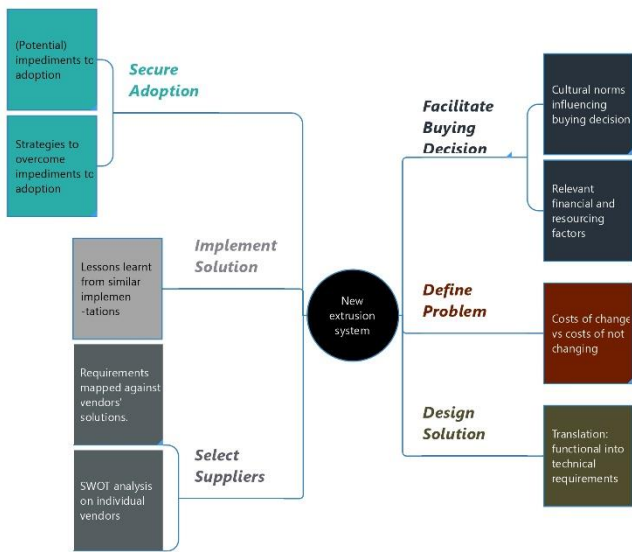 (Potential)
impediments to
adoption
Secure
Adoption
Strategies to
overcome
impediments to
adoption
Facilitate
Buying
Decision
Cultural norms
influencing
buying decision
Relevant
financial and
resourcing
factors
Lessons learnt
from similar
implemen
-tations
Implement
Solution
New
extrusion
system
Define
Problem
Costs of change
vs costs of not
changing
Requirements
mapped against
vendors'
solutions.
SWOT analysis
on individual
vendors
Select
Suppliers
Design
Solution
Translation:
functional into
technical
requirements